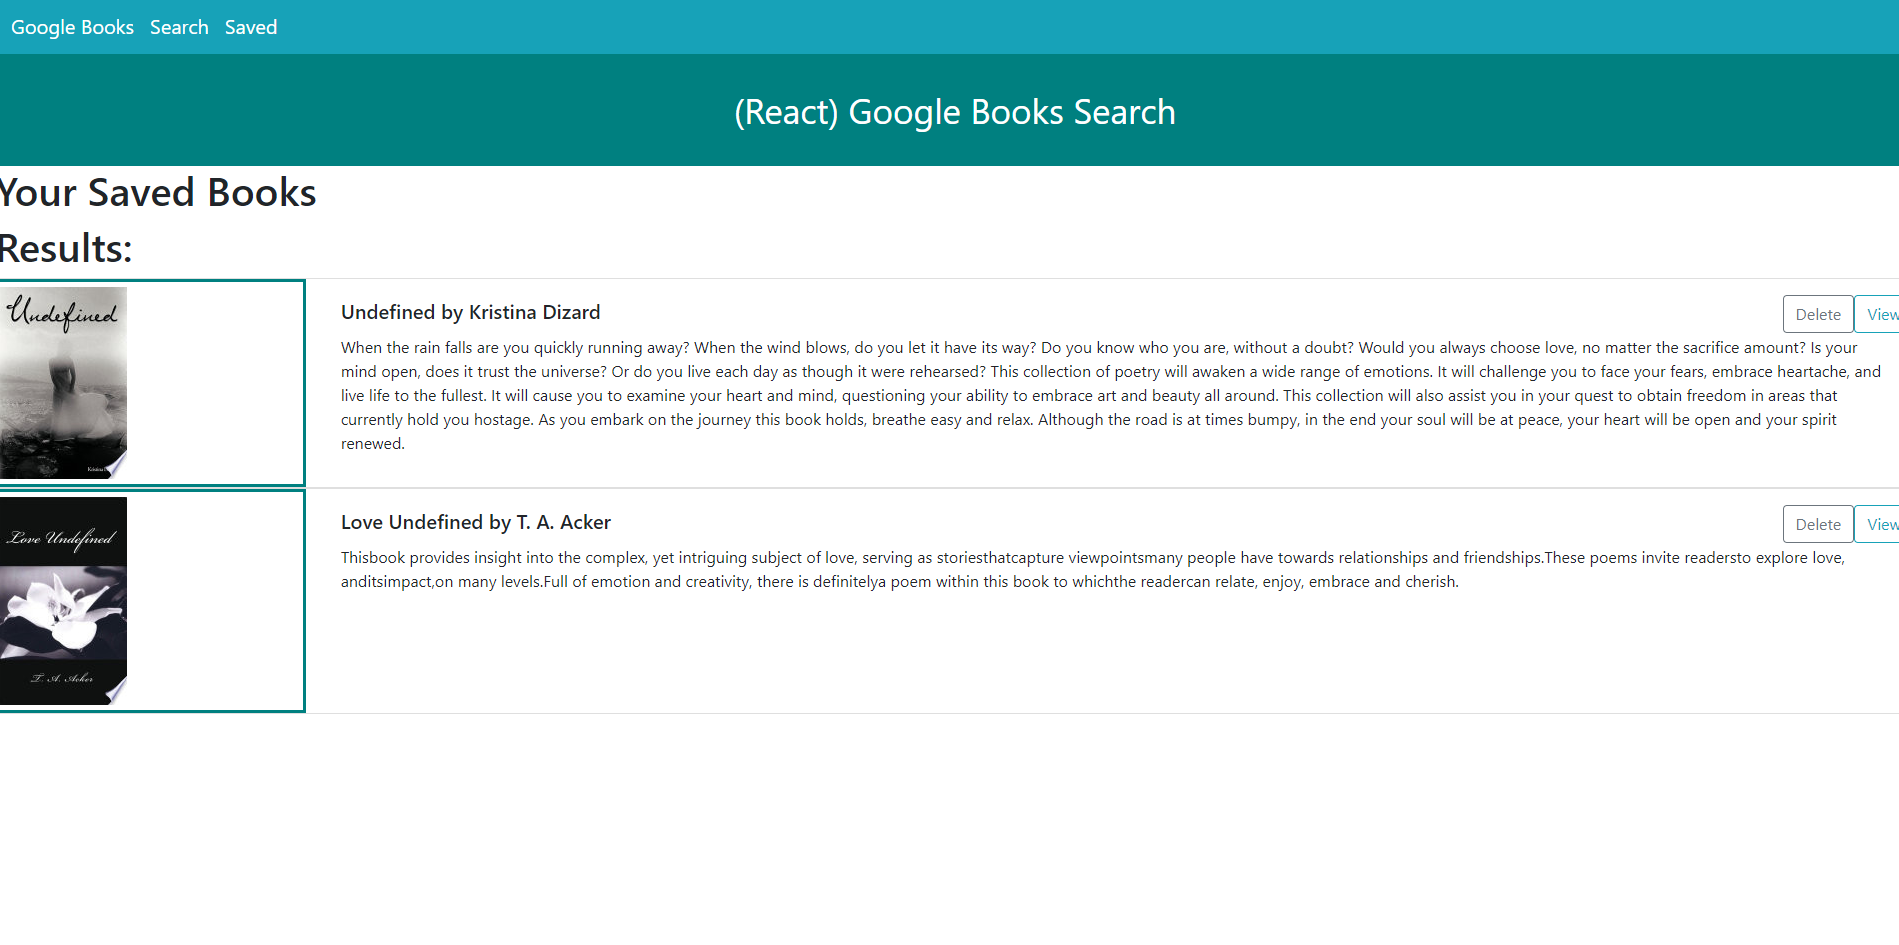 Google Books Search Saved
(React) Google Books Search
Your Saved Books
Results:
Undefined
Undefined by Kristina Dizard
Delete
View
When the rain falls are you quickly running away? When the wind blows, do you let it have its way? Do you know who you are, without a doubt? Would you always choose love, no matter the sacrifice amount? Is your
mind open, does it trust the universe? Or do you live each day as though it were rehearsed? This collection of poetry will awaken a wide range of emotions. It will challenge you to face your fears, embrace heartache, and
live life to the fullest. It will cause you to examine your heart and mind, questioning your ability to embrace art and beauty all around. This collection will also assist you in your quest to obtain freedom in areas that
currently hold you hostage. As you embark on the journey this book holds, breathe easy and relax. Although the road is at times bumpy, in the end your soul will be at peace, your heart will be open and your spirit
renewed.
Kristina
Love Undefined
T. A. Acker
Love Undefined by T. A. Acker
Delete
View
Thisbook provides insight into the complex, yet intriguing subject of love, serving as storiesthatcapture viewpointsmany people have towards relationships and friendships.These poems invite readersto explore love,
anditsimpact,on many levels.Full of emotion and creativity, there is definitelya poem within this book to whichthe readercan relate, enjoy, embrace and cherish.